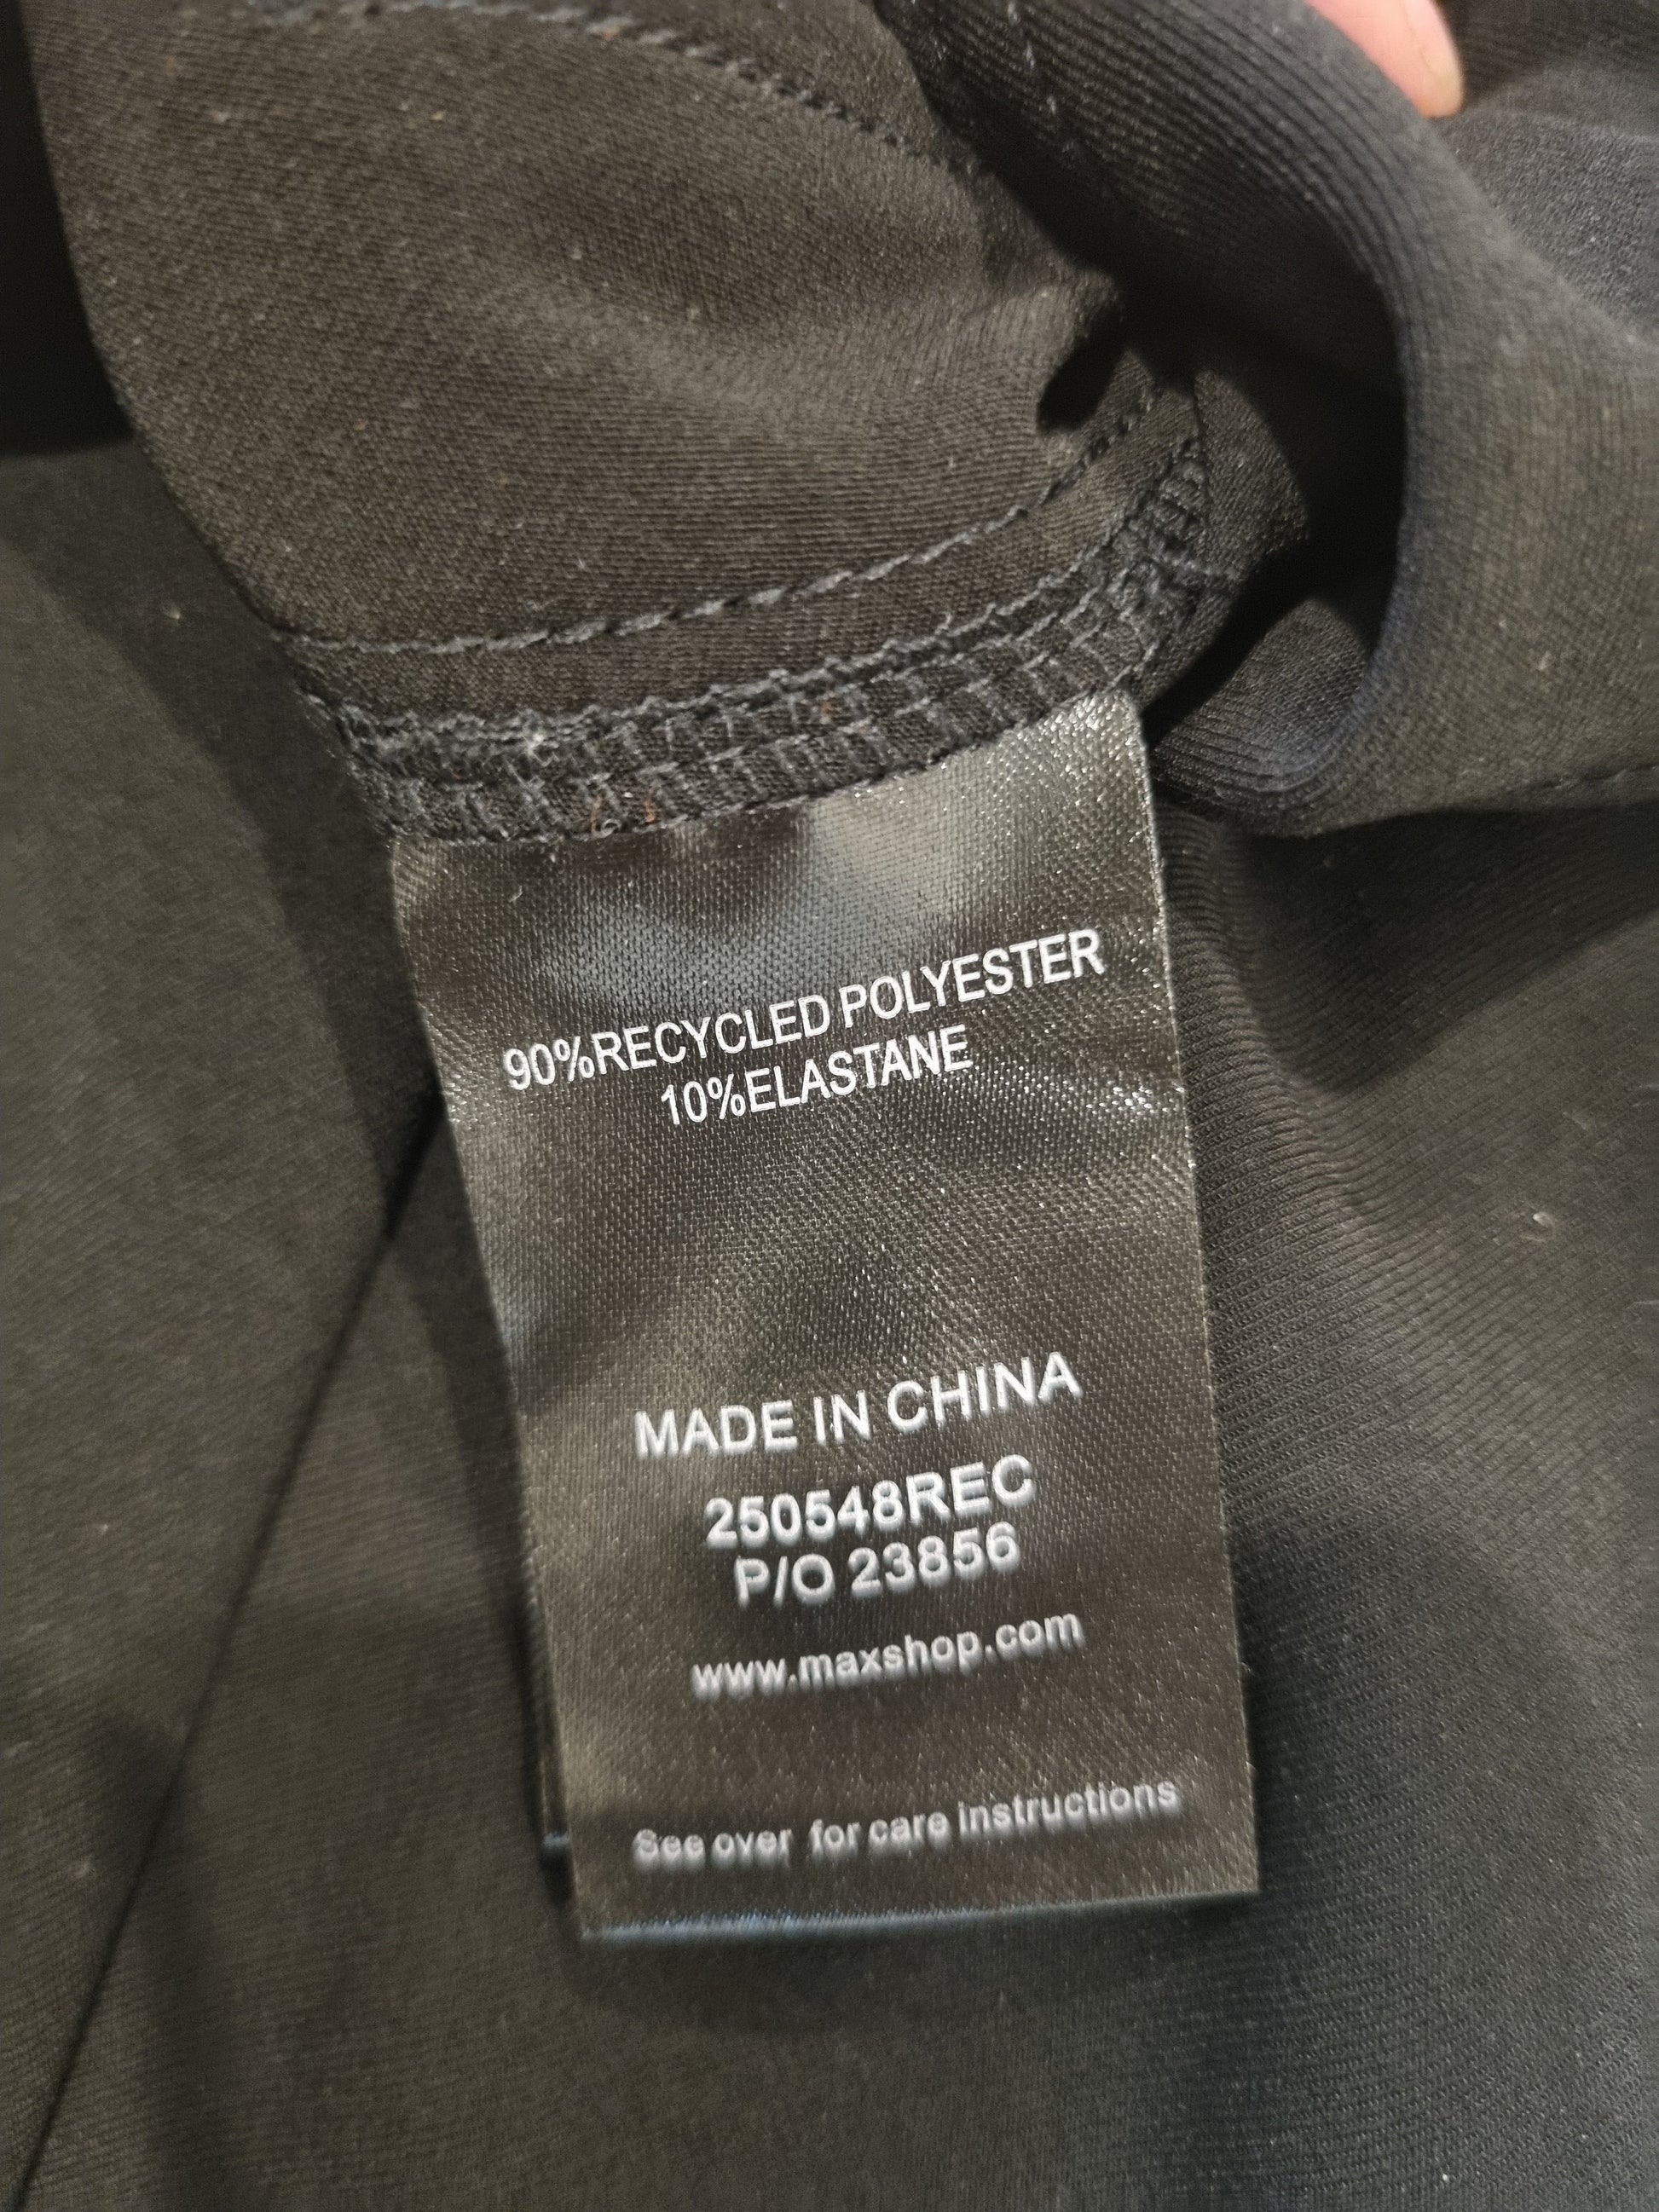 90%RECYCLED POLYESTER
10%ELASTANE
MADE IN CHINA
250548REC
P/O 23856
www.maxshop.com
See over for care instructions